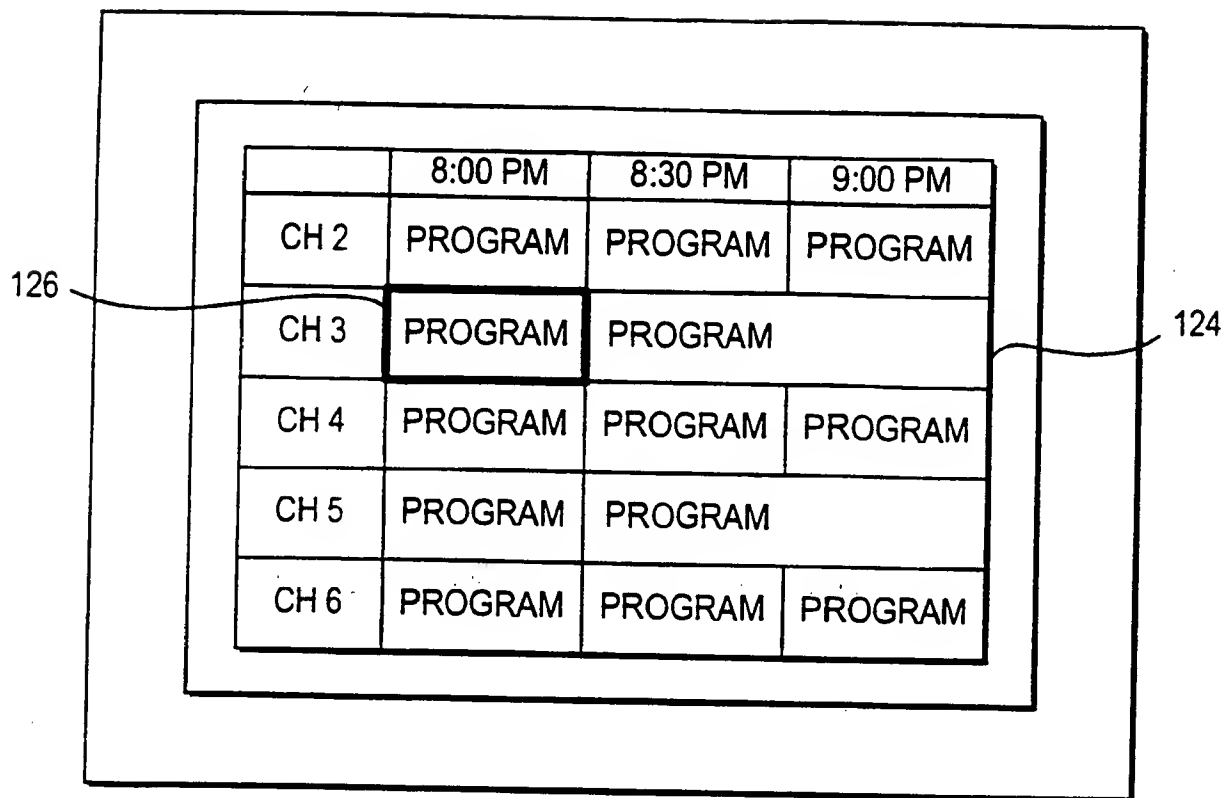 8:00 PM 8:30 PM 9:00 PM
CH 2 PROGRAM PROGRAM PROGRAM
126
CH 3 PROGRAM PROGRAM
124
CH 4 PROGRAM PROGRAM PROGRAM
CH 5 PROGRAM PROGRAM
CH 6 PROGRAM PROGRAM PROGRAM